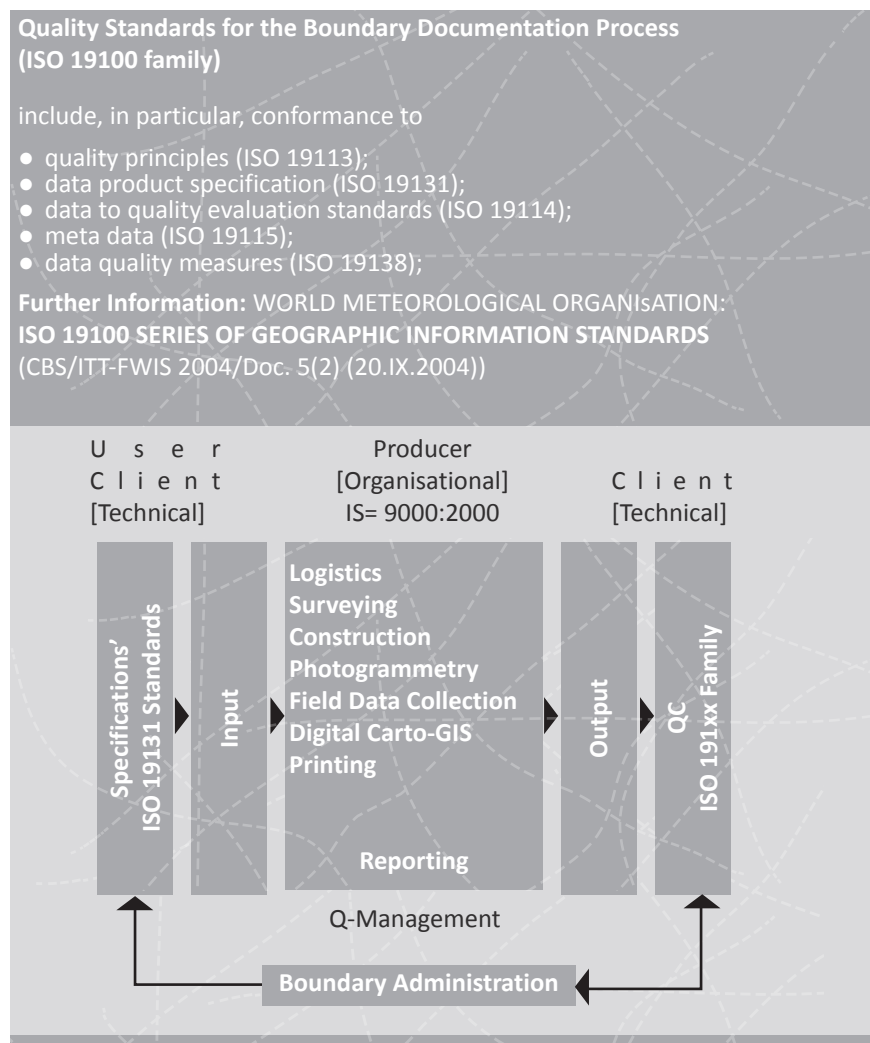 Quality Standards for the Boundary Documentation Process
(ISO 19100 family)
include, in particular, conformance to
● quality principles (ISO 19113);
● data product specification (ISO 19131);
● data to quality evaluation standards (ISO 19114);
● meta data (ISO 19115);
● data quality measures (ISO 19138);
Further Information: WORLD METEOROLOGICAL ORGANIsATION:
ISO 19100 SERIES OF GEOGRAPHIC INFORMATION STANDARDS
(CBS/ITT-FWIS 2004/Doc. 5(2) (20.IX.2004))
User
Client
[Technical]
Producer
[Organisational]
IS= 9000:2000
Client
[Technical]
Specifications’
ISO 19131 Standards
Input
Logistics
Surveying
Construction
Photogrammetry
Field Data Collection
Digital Carto-GIS
Printing
Reporting
Output
QC
ISO 191xx Family
Q-Management
Boundary Administration